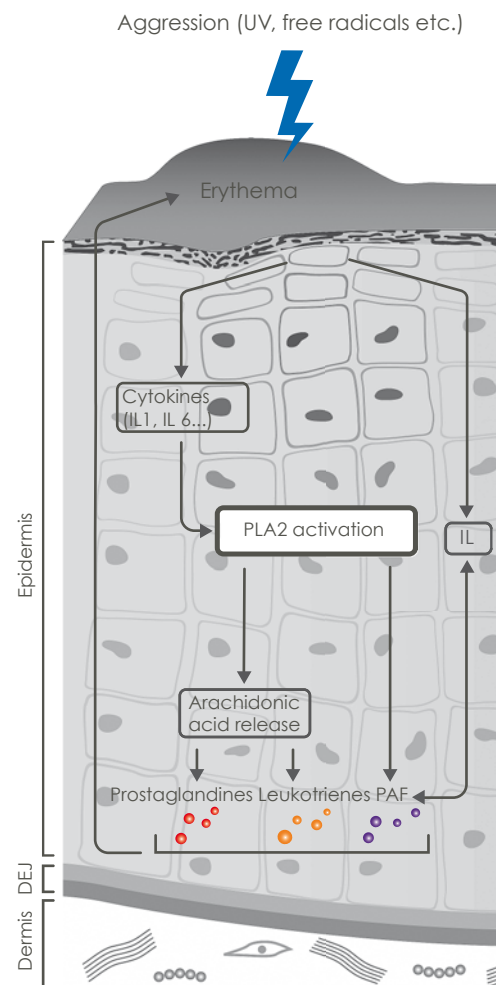 Aggression (UV, free radicals etc.)
Erythema
Cytokines
(IL1, IL 6...)
PLA2 activation
IL
Epidermis
Arachidonic
acid release
Prostaglandines Leukotrienes PAF
DEJ
Dermis